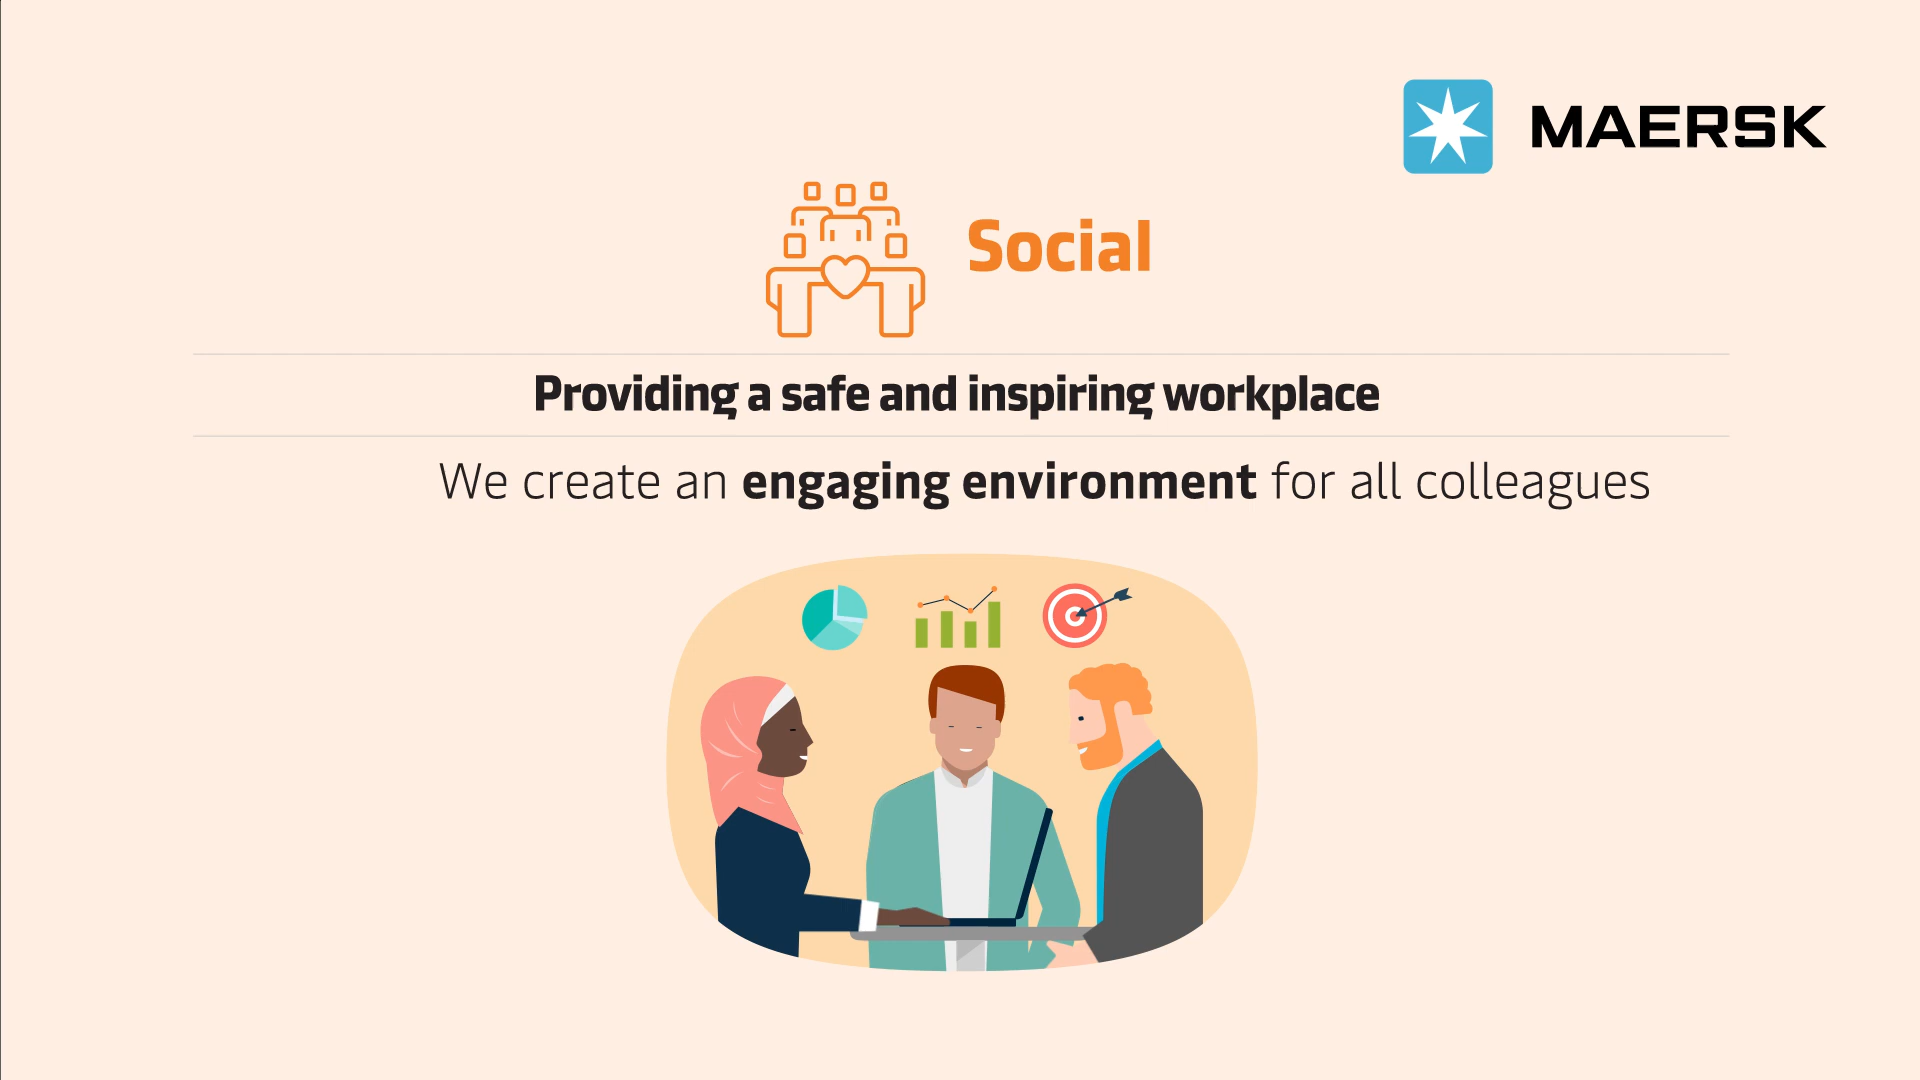 MAERSK
Social
Providing a safe and inspiring workplace
We create an engaging environment for all colleagues